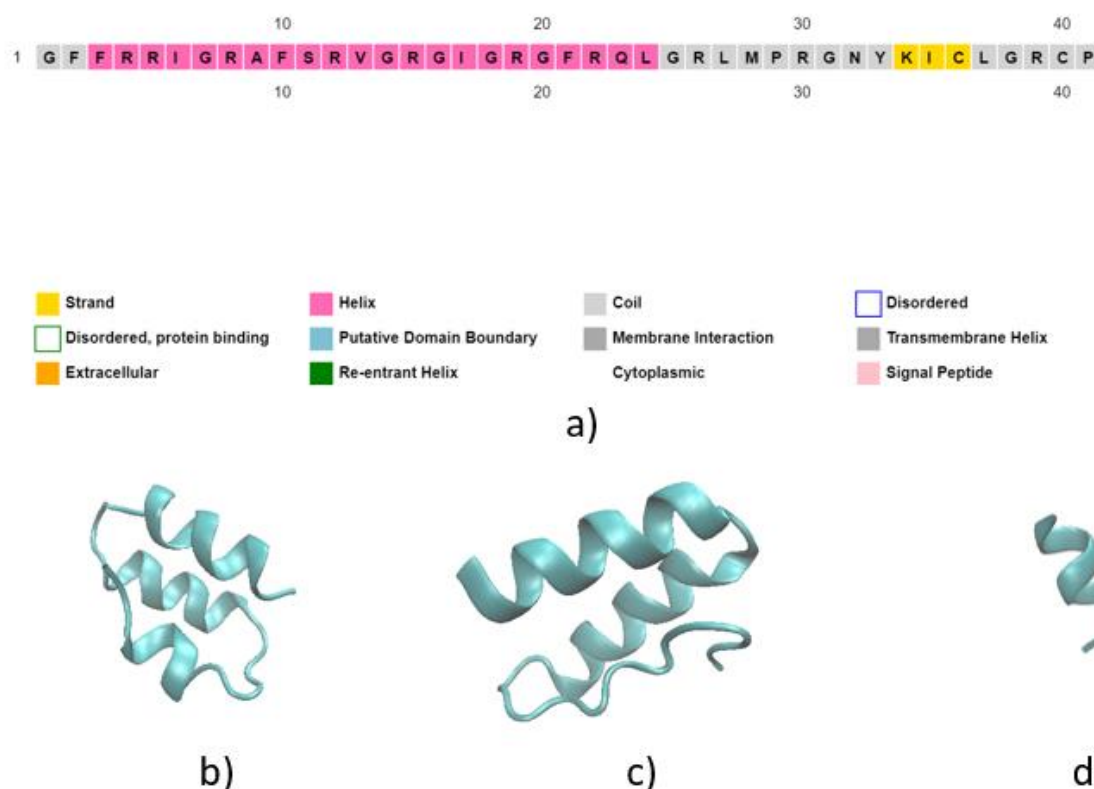 10 20 30 40
1 G F F R R I G R A F S R V G R G I G R G F R Q L G R L M P R G N Y K I C L G R C P
10 20 30 40
Strand Helix Coil Disordered
Disordered, protein binding Putative Domain Boundary Membrane Interaction Transmembrane Helix
Extracellular Re-entrant Helix Cytoplasmic Signal Peptide
a)
b) c) d